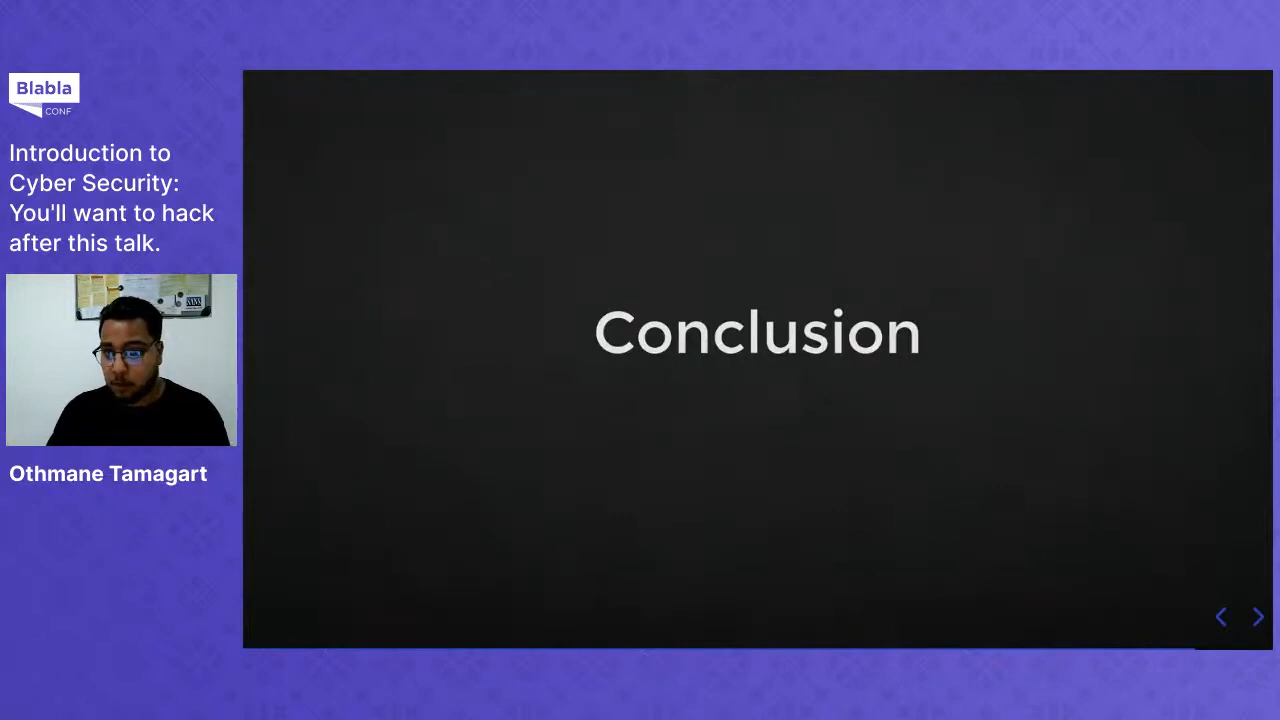 Blabla
CONF
Introduction to
Cyber Security:
You'll want to hack
after this talk.
Othmane Tamagart
Conclusion